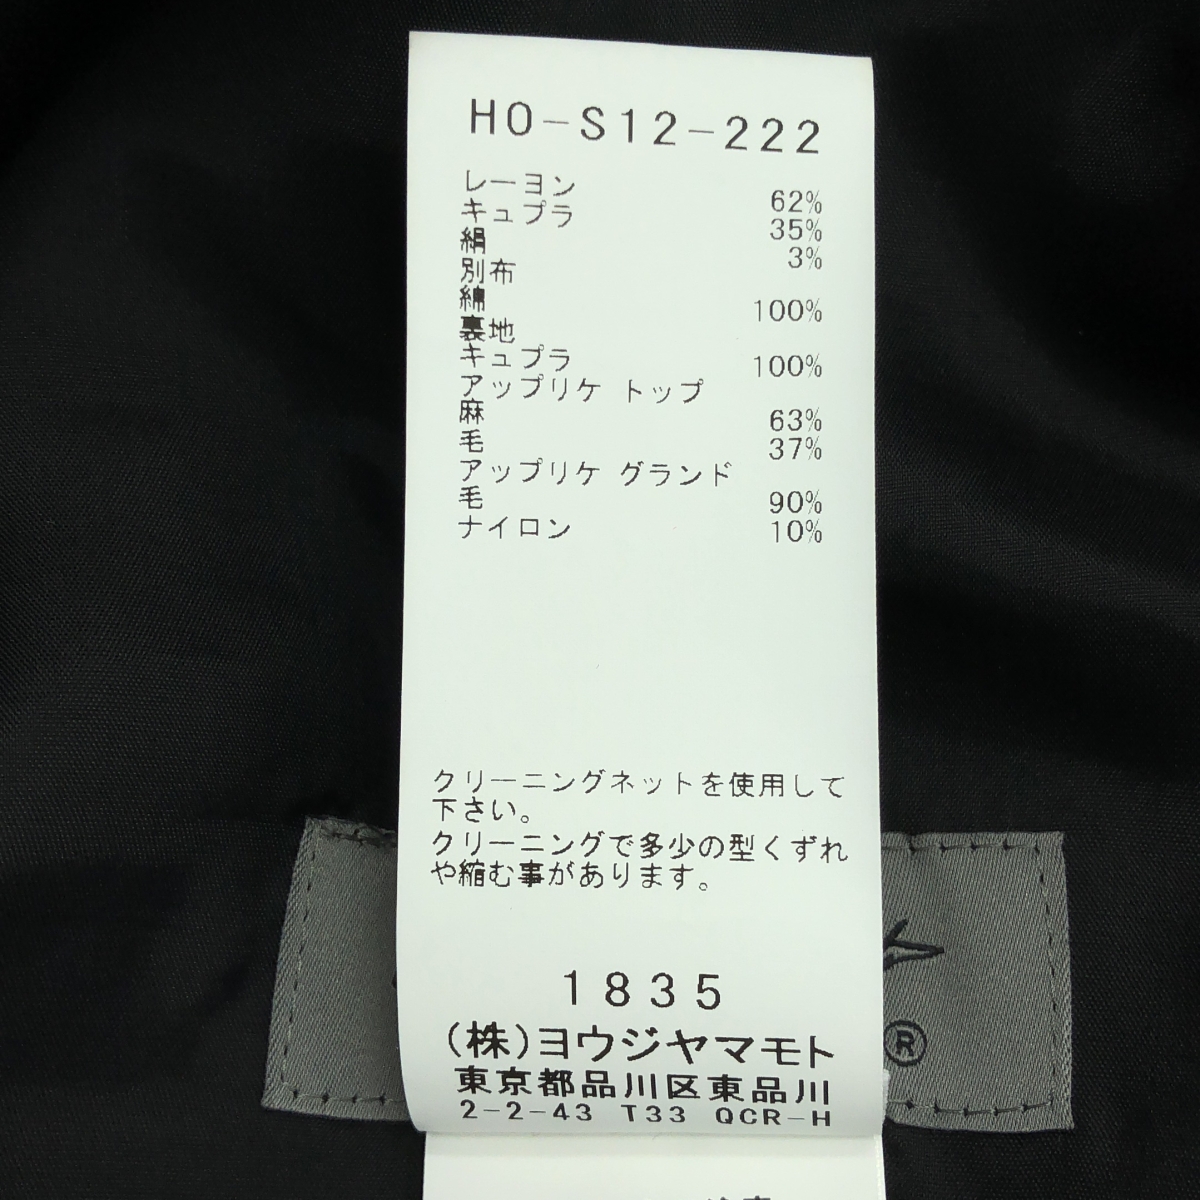 HO-S12-222
レーヨン 62%
キュプラ 35%
絹 3%
別布
綿 100%
裏地
キュプラ 100%
アップリケ トップ
麻 63%
毛 37%
アップリケ グランド
毛 90%
ナイロン 10%
クリーニングネットを使用して
下さい。
クリーニングで多少の型くずれ
や縮む事があります。
1835
(株)ヨウジヤマモト
®
東京都品川区東品川
2-2-43 T33 QCR-H